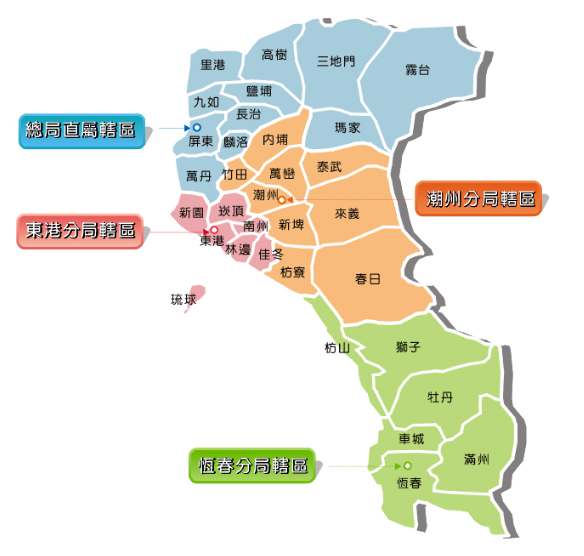 高樹
三地門
里港
霧台
鹽埔
九如
長治
總局直屬轄區
瑪家
屏東
麟洛
內埔
泰武
萬丹
竹田
萬巒
潮州
潮州分局轄區
新園
崁頂
來義
東港分局轄區
南州
新埤
東港
林邊
佳冬
枋寮
春日
琉球
枋山
獅子
牡丹
車城
滿州
恆春分局轄區
恆春